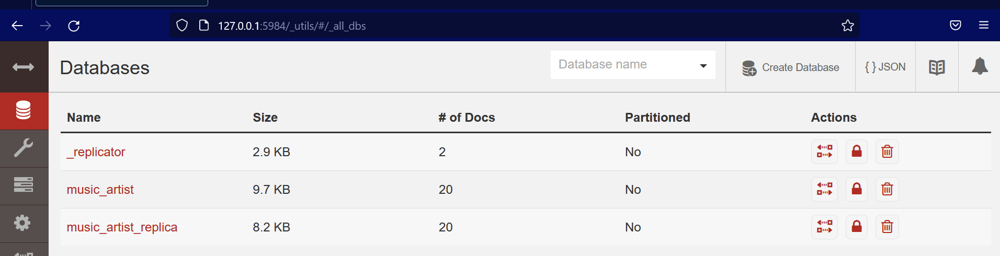 127.0.0.1:5984/_utils/#/_all_dbs
Databases
Database name
Create Database
{ } JSON
Name Size # of Docs Partitioned Actions
_replicator 2.9 KB 2 No
music_artist 9.7 KB 20 No
music_artist_replica 8.2 KB 20 No